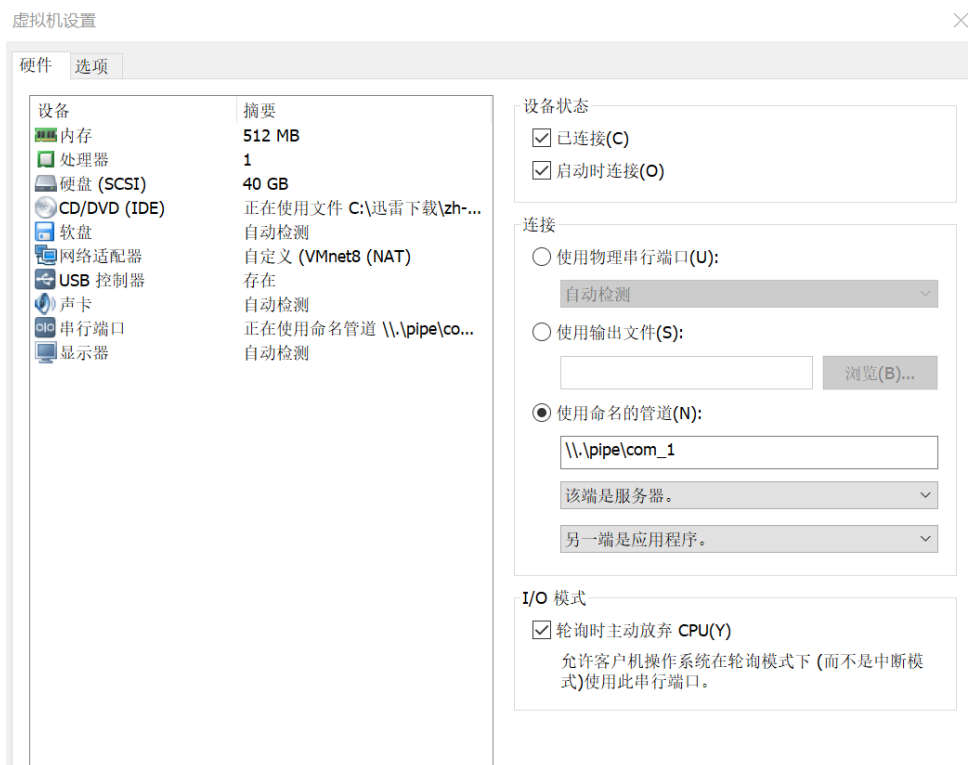 虚拟机设置
硬件 选项
设备 摘要
内存 512 MB
处理器 1
硬盘 (SCSI) 40 GB
CD/DVD (IDE) 正在使用文件 C:\迅雷下载\zh-...
软盘 自动检测
网络适配器 自定义 (VMnet8 (NAT)
USB 控制器 存在
声卡 自动检测
串行端口 正在使用命名管道 \\.\pipe\co...
显示器 自动检测
设备状态
已连接(C)
启动时连接(O)
连接
使用物理串行端口(U):
自动检测
使用输出文件(S):
浏览(B)...
使用命名的管道(N):
\\.\pipe\com_1
该端是服务器。
另一端是应用程序。
I/O 模式
轮询时主动放弃 CPU(Y)
允许客户机操作系统在轮询模式下 (而不是中断模
式)使用此串行端口。